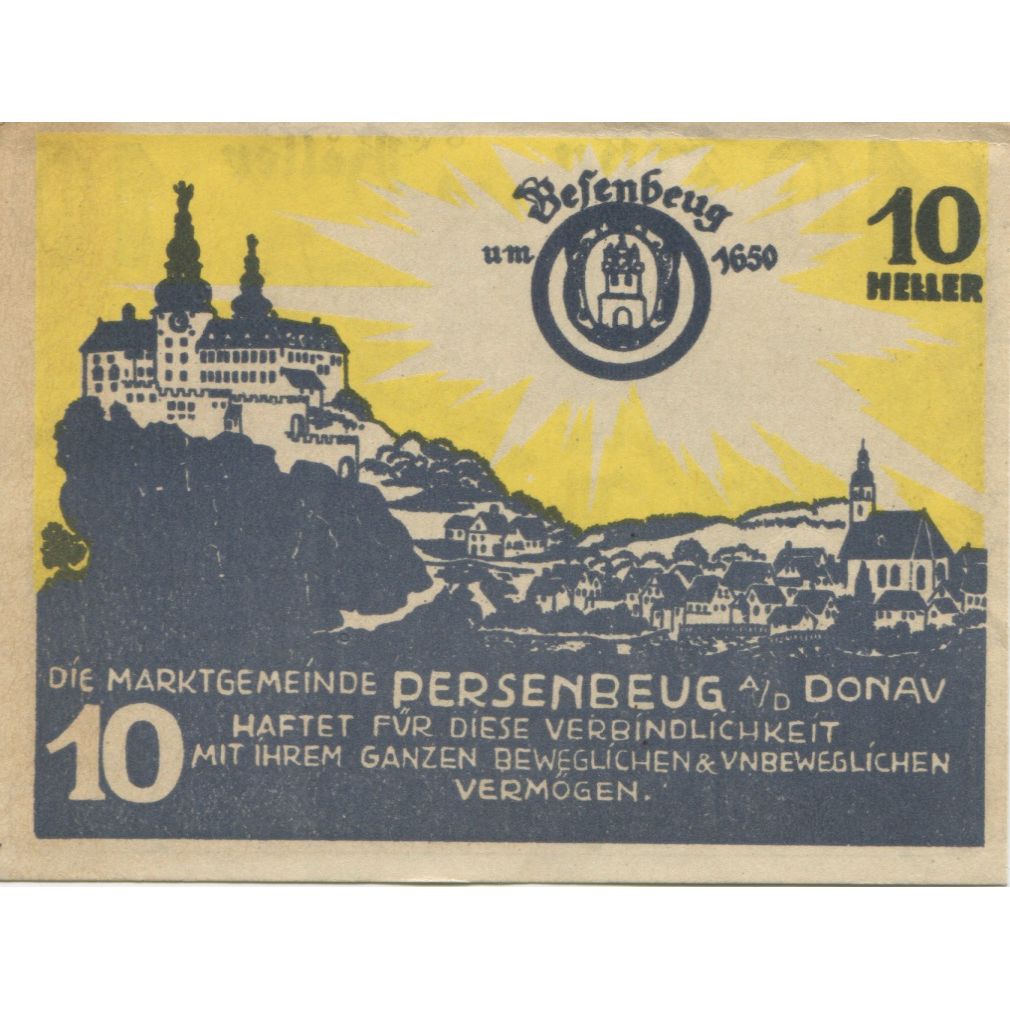 Besenbeug
um 1650
10
HELLER
DIE MARKTGEMEINDE PERSENBEUG A/D DONAV
10
HAFTET FÜR DIESE VERBINDLICHKEIT
MIT IHREM GANZEN BEWEGLICHEN & VNBEWEGLICHEN
VERMÖGEN.